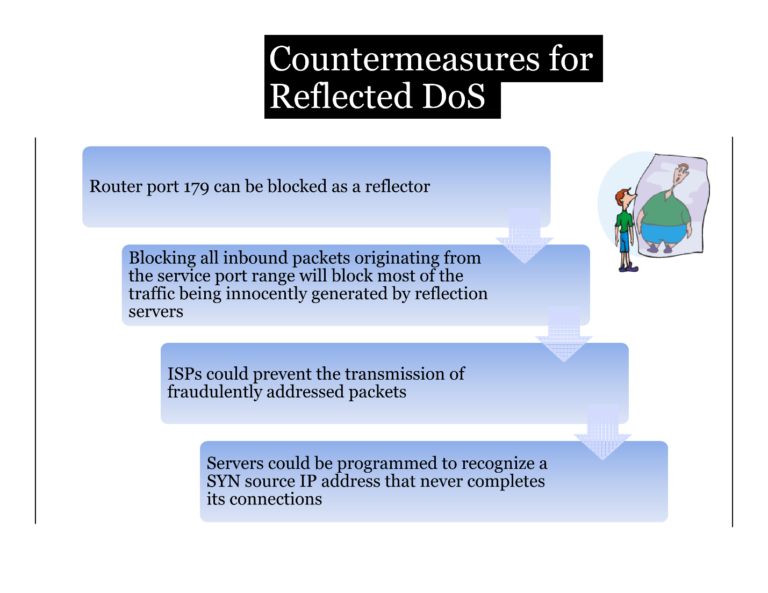 Countermeasures for
Reflected DoS
Router port 179 can be blocked as a reflector
Blocking all inbound packets originating from
the service port range will block most of the
traffic being innocently generated by reflection
servers
ISPs could prevent the transmission of
fraudulently addressed packets
Servers could be programmed to recognize a
SYN source IP address that never completes
its connections